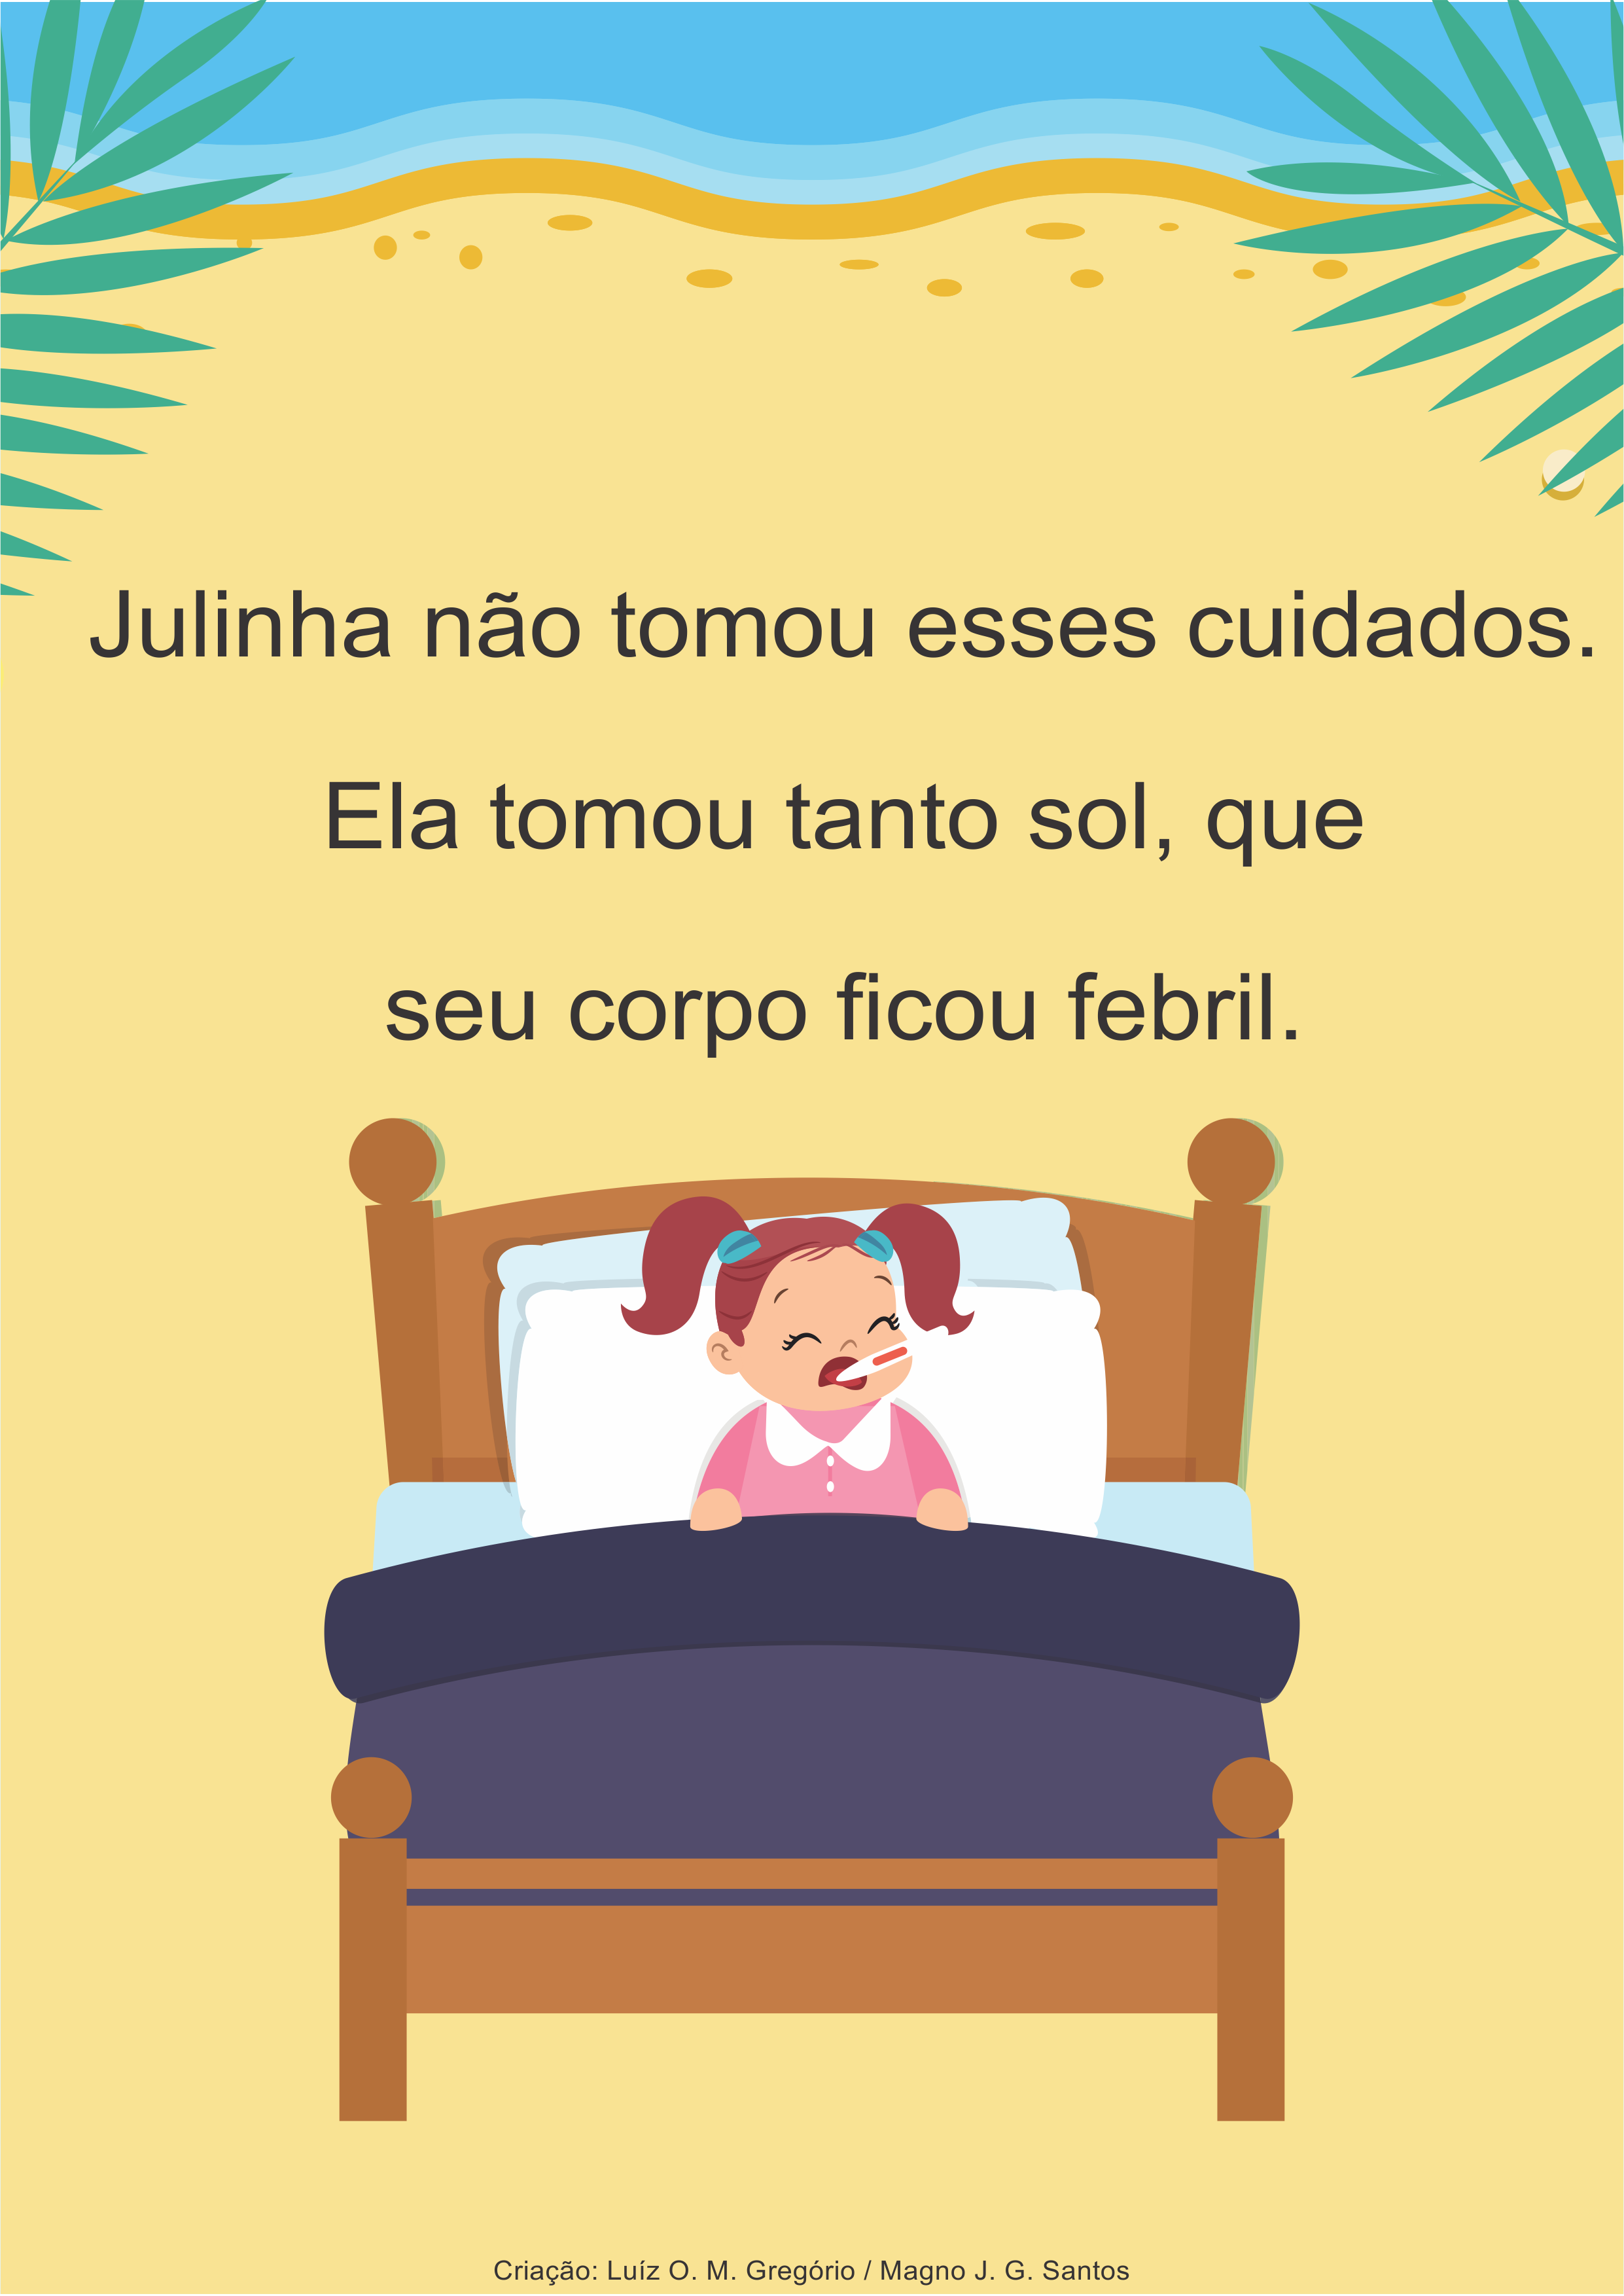 Julinha não tomou esses cuidados.
Ela tomou tanto sol, que
seu corpo ficou febril.
Criação: Luíz O. M. Gregório / Magno J. G. Santos